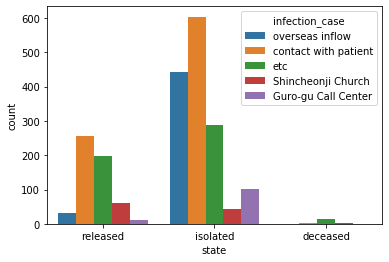 infection_case
overseas inflow
contact with patient
etc
Shincheonji Church
Guro-gu Call Center
600
500
400
300
200
100
0
count
released isolated deceased
state